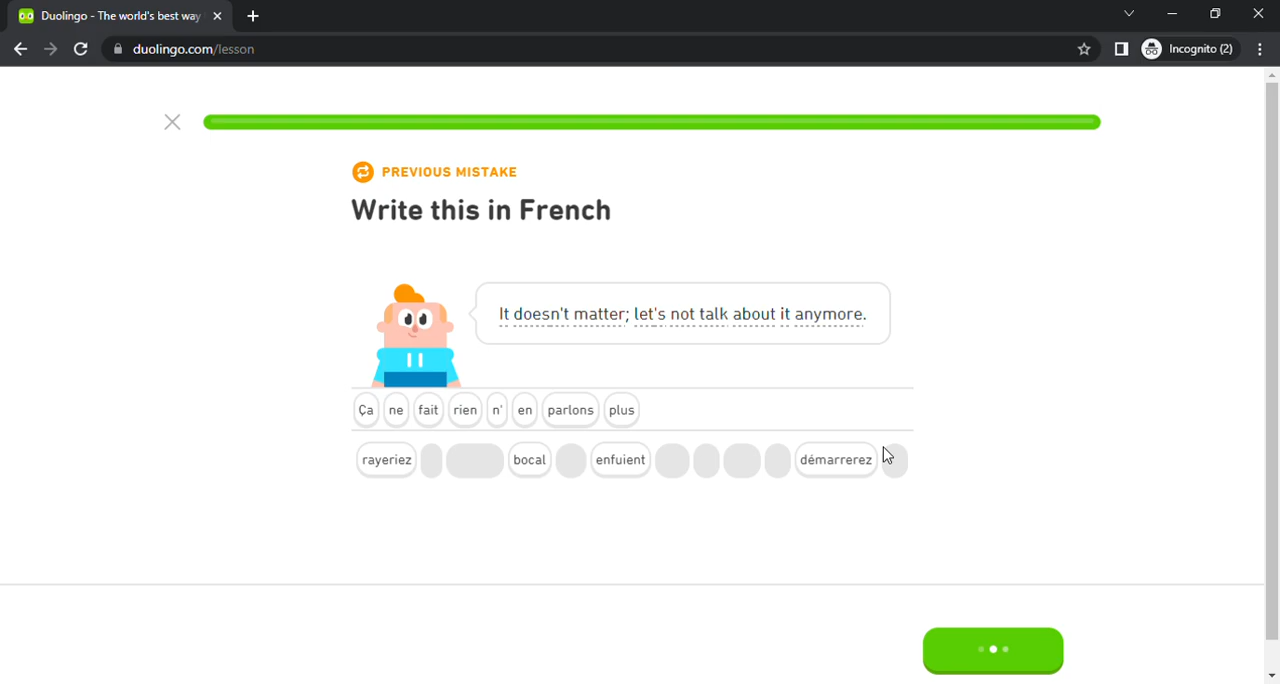 Duolingo - The world's best way
duolingo.com/lesson
Incognito (2)
PREVIOUS MISTAKE
Write this in French
It doesn't matter; let's not talk about it anymore.
Ça ne fait rien n' en parlons plus
rayeriez bocal enfuient démarrerez